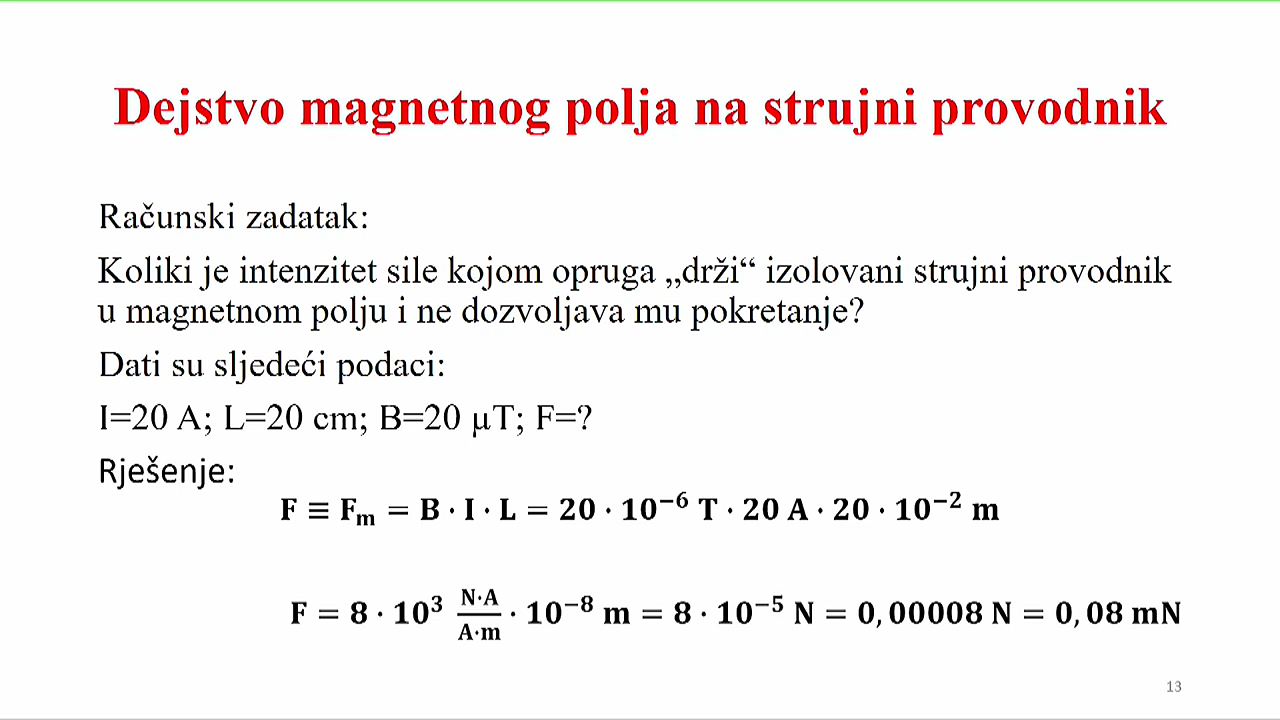 Dejstvo magnetnog polja na strujni provodnik
Računski zadatak:
Koliki je intenzitet sile kojom opruga „drži“ izolovani strujni provodnik
u magnetnom polju i ne dozvoljava mu pokretanje?
Dati su sljedeći podaci:
I=20 A; L=20 cm; B=20 μT; F=?
Rješenje:
F ≡ Fₘ = B · I · L = 20 · 10⁻⁶ T · 20 A · 20 · 10⁻² m
F = 8 · 10³ N·A/A·m · 10⁻⁸ m = 8 · 10⁻⁵ N = 0,00008 N = 0,08 mN
13